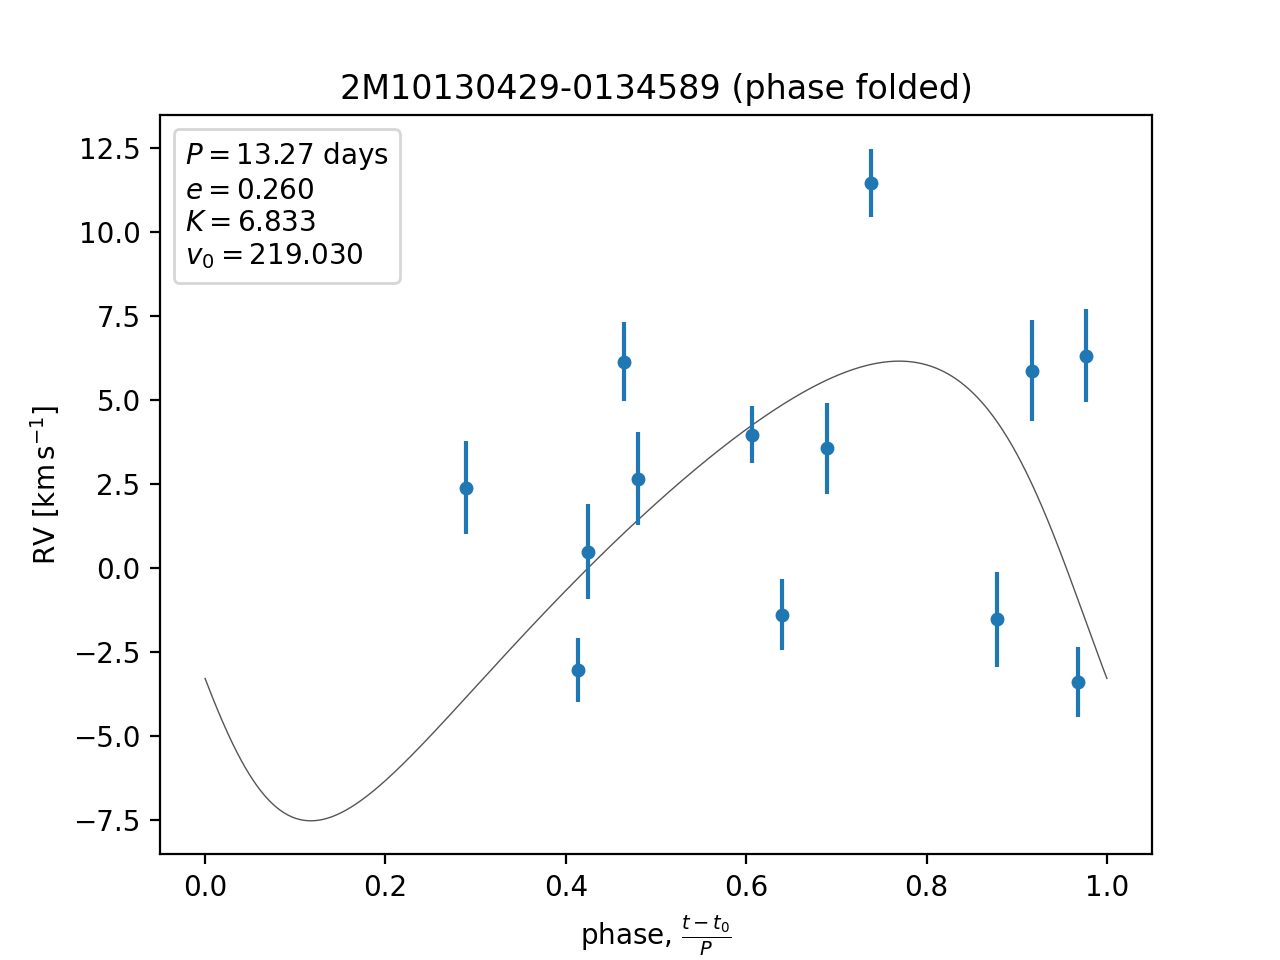 2M10130429-0134589 (phase folded)
P = 13.27 days
e = 0.260
K = 6.833
v₀ = 219.030
12.5
10.0
7.5
5.0
2.5
0.0
−2.5
−5.0
−7.5
RV [km s⁻¹]
0.0 0.2 0.4 0.6 0.8 1.0
phase, (t − t₀)/P